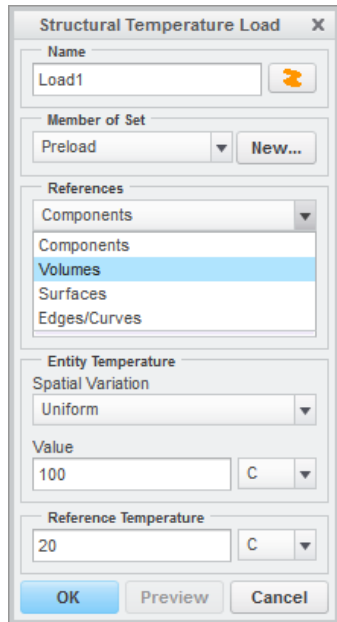 Structural Temperature Load X
Name
Load1
Member of Set
Preload New...
References
Components
Components
Volumes
Surfaces
Edges/Curves
Entity Temperature
Spatial Variation
Uniform
Value
100 C
Reference Temperature
20 C
OK Preview Cancel